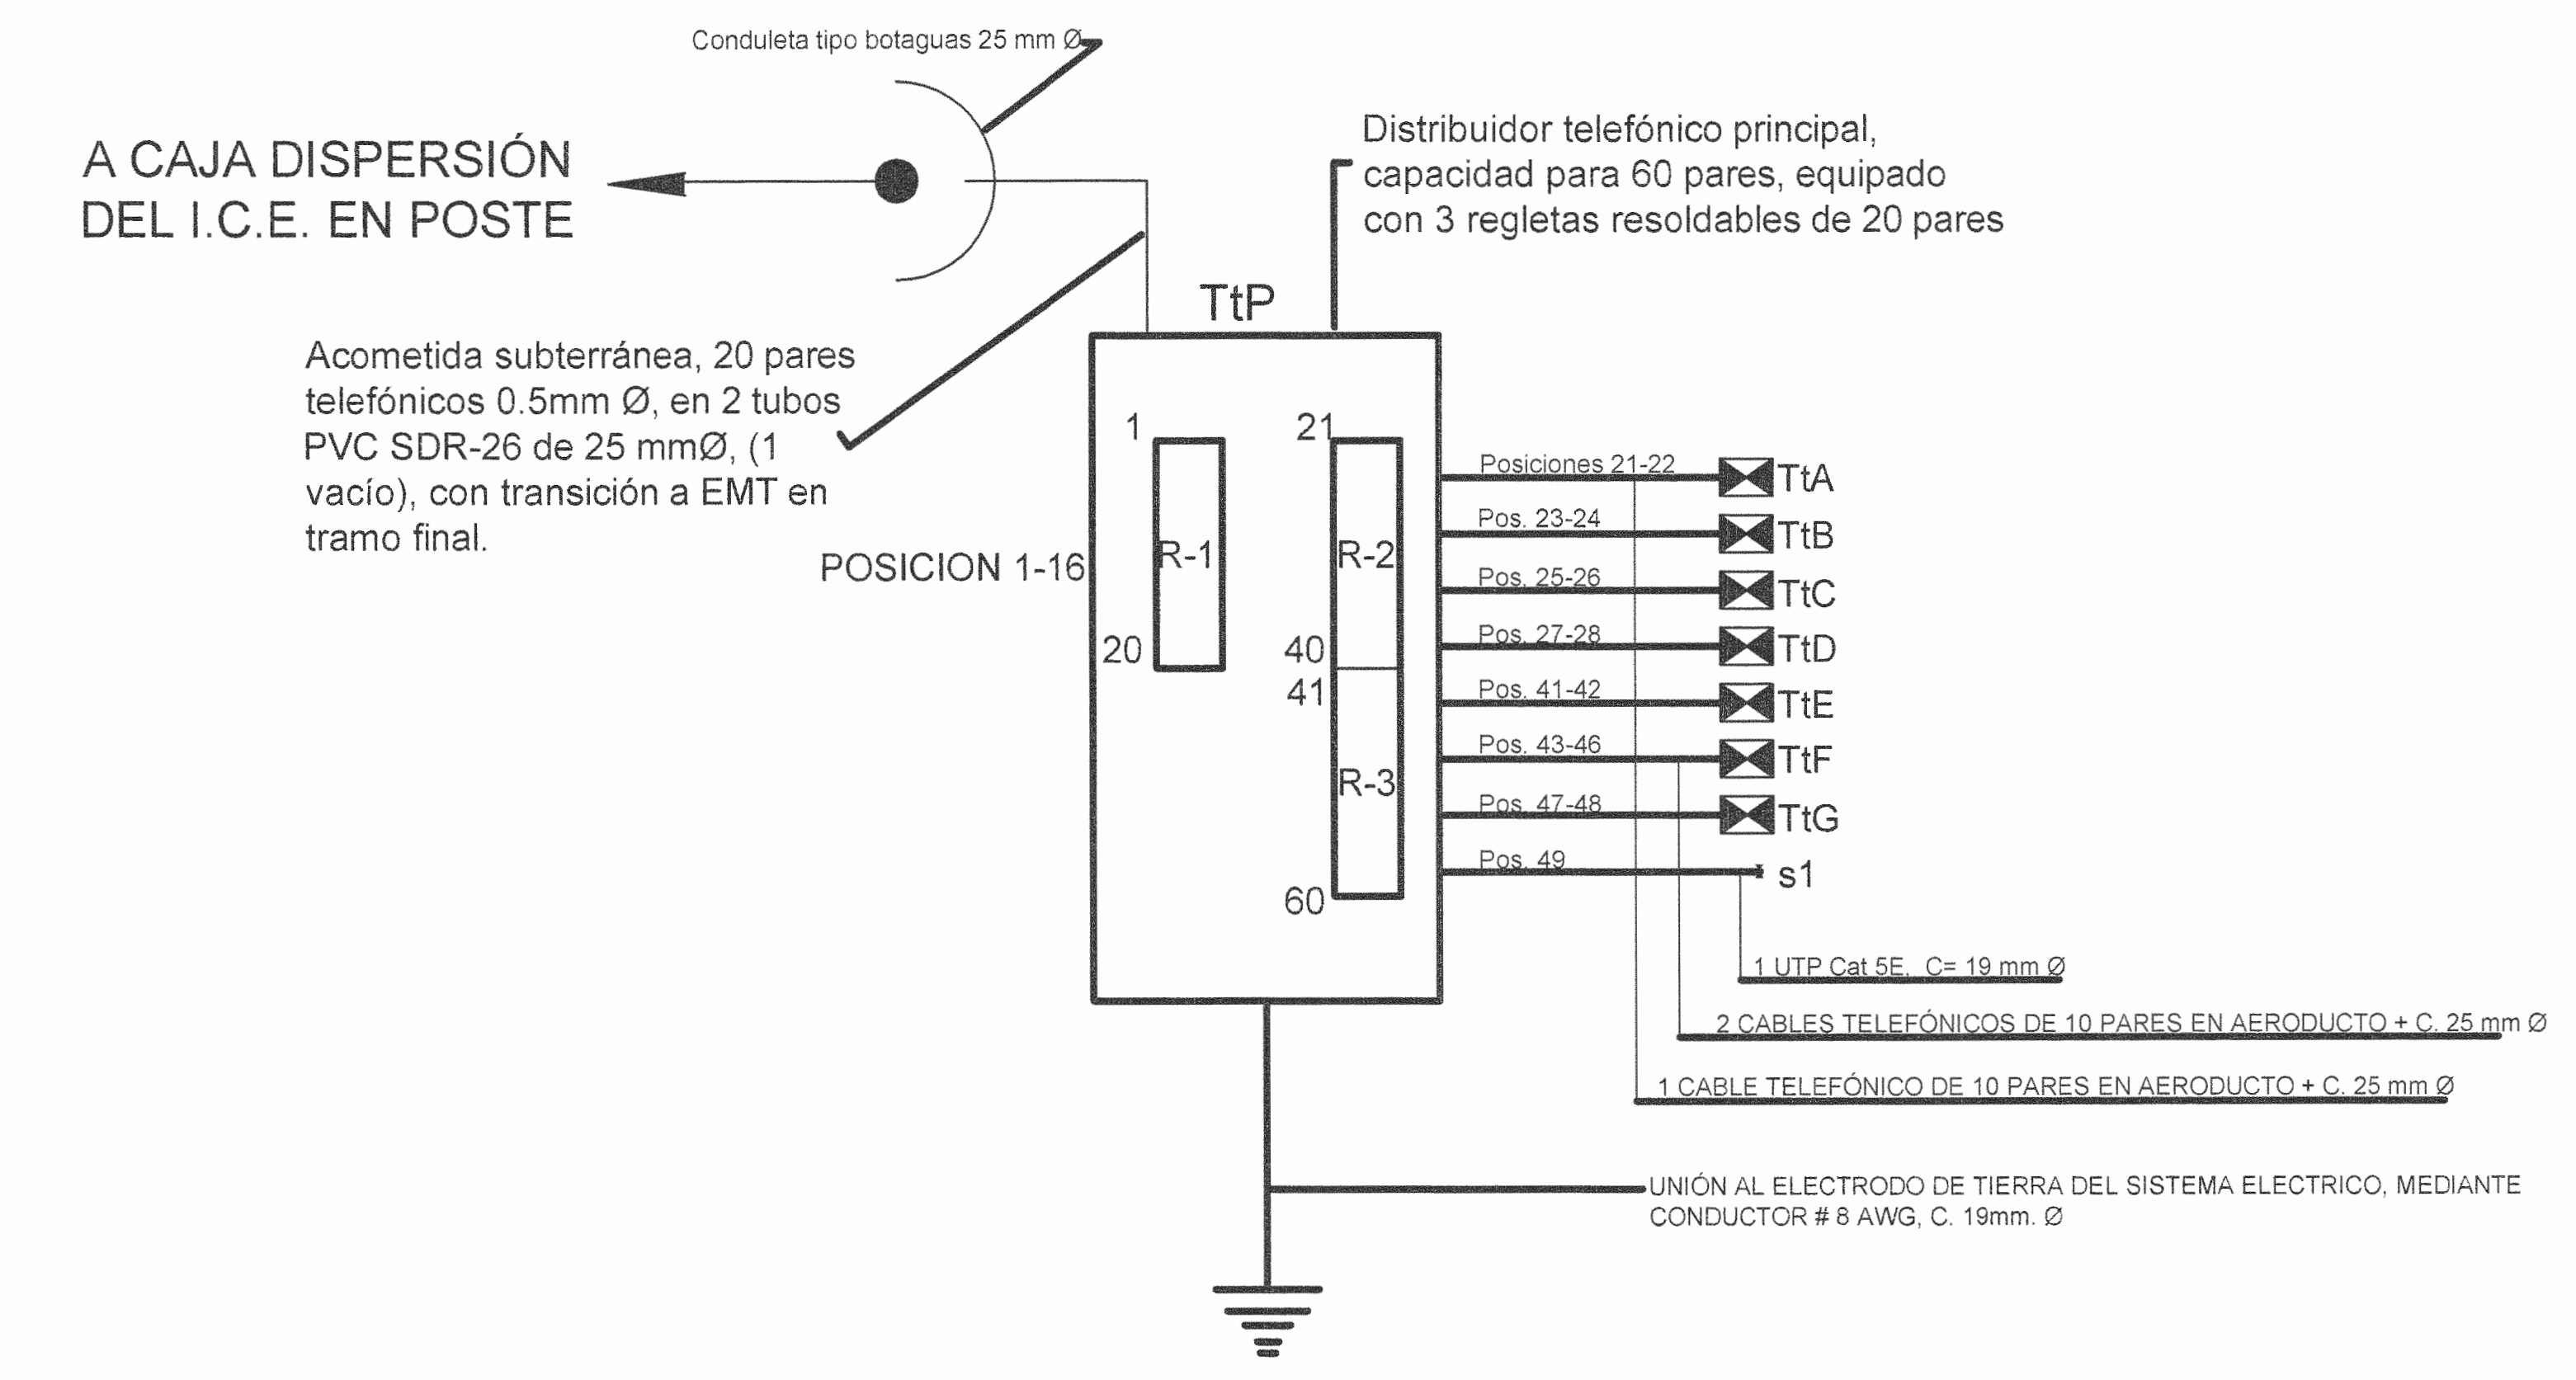 Conduleta tipo botaguas 25 mm Ø
A CAJA DISPERSIÓN
DEL I.C.E. EN POSTE
Distribuidor telefónico principal,
capacidad para 60 pares, equipado
con 3 regletas resoldables de 20 pares
TtP
Acometida subterránea, 20 pares
telefónicos 0.5mm Ø, en 2 tubos
PVC SDR-26 de 25 mmØ, (1
vacío), con transición a EMT en
tramo final.
POSICION 1-16
1
R-1
20
21
R-2
40
41
R-3
60
Posiciones 21-22 TtA
Pos. 23-24 TtB
Pos. 25-26 TtC
Pos. 27-28 TtD
Pos. 41-42 TtE
Pos. 43-46 TtF
Pos. 47-48 TtG
Pos. 49 s1
1 UTP Cat 5E, C= 19 mm Ø
2 CABLES TELEFÓNICOS DE 10 PARES EN AERODUCTO + C. 25 mm Ø
1 CABLE TELEFÓNICO DE 10 PARES EN AERODUCTO + C. 25 mm Ø
UNIÓN AL ELECTRODO DE TIERRA DEL SISTEMA ELECTRICO, MEDIANTE
CONDUCTOR # 8 AWG, C. 19mm. Ø